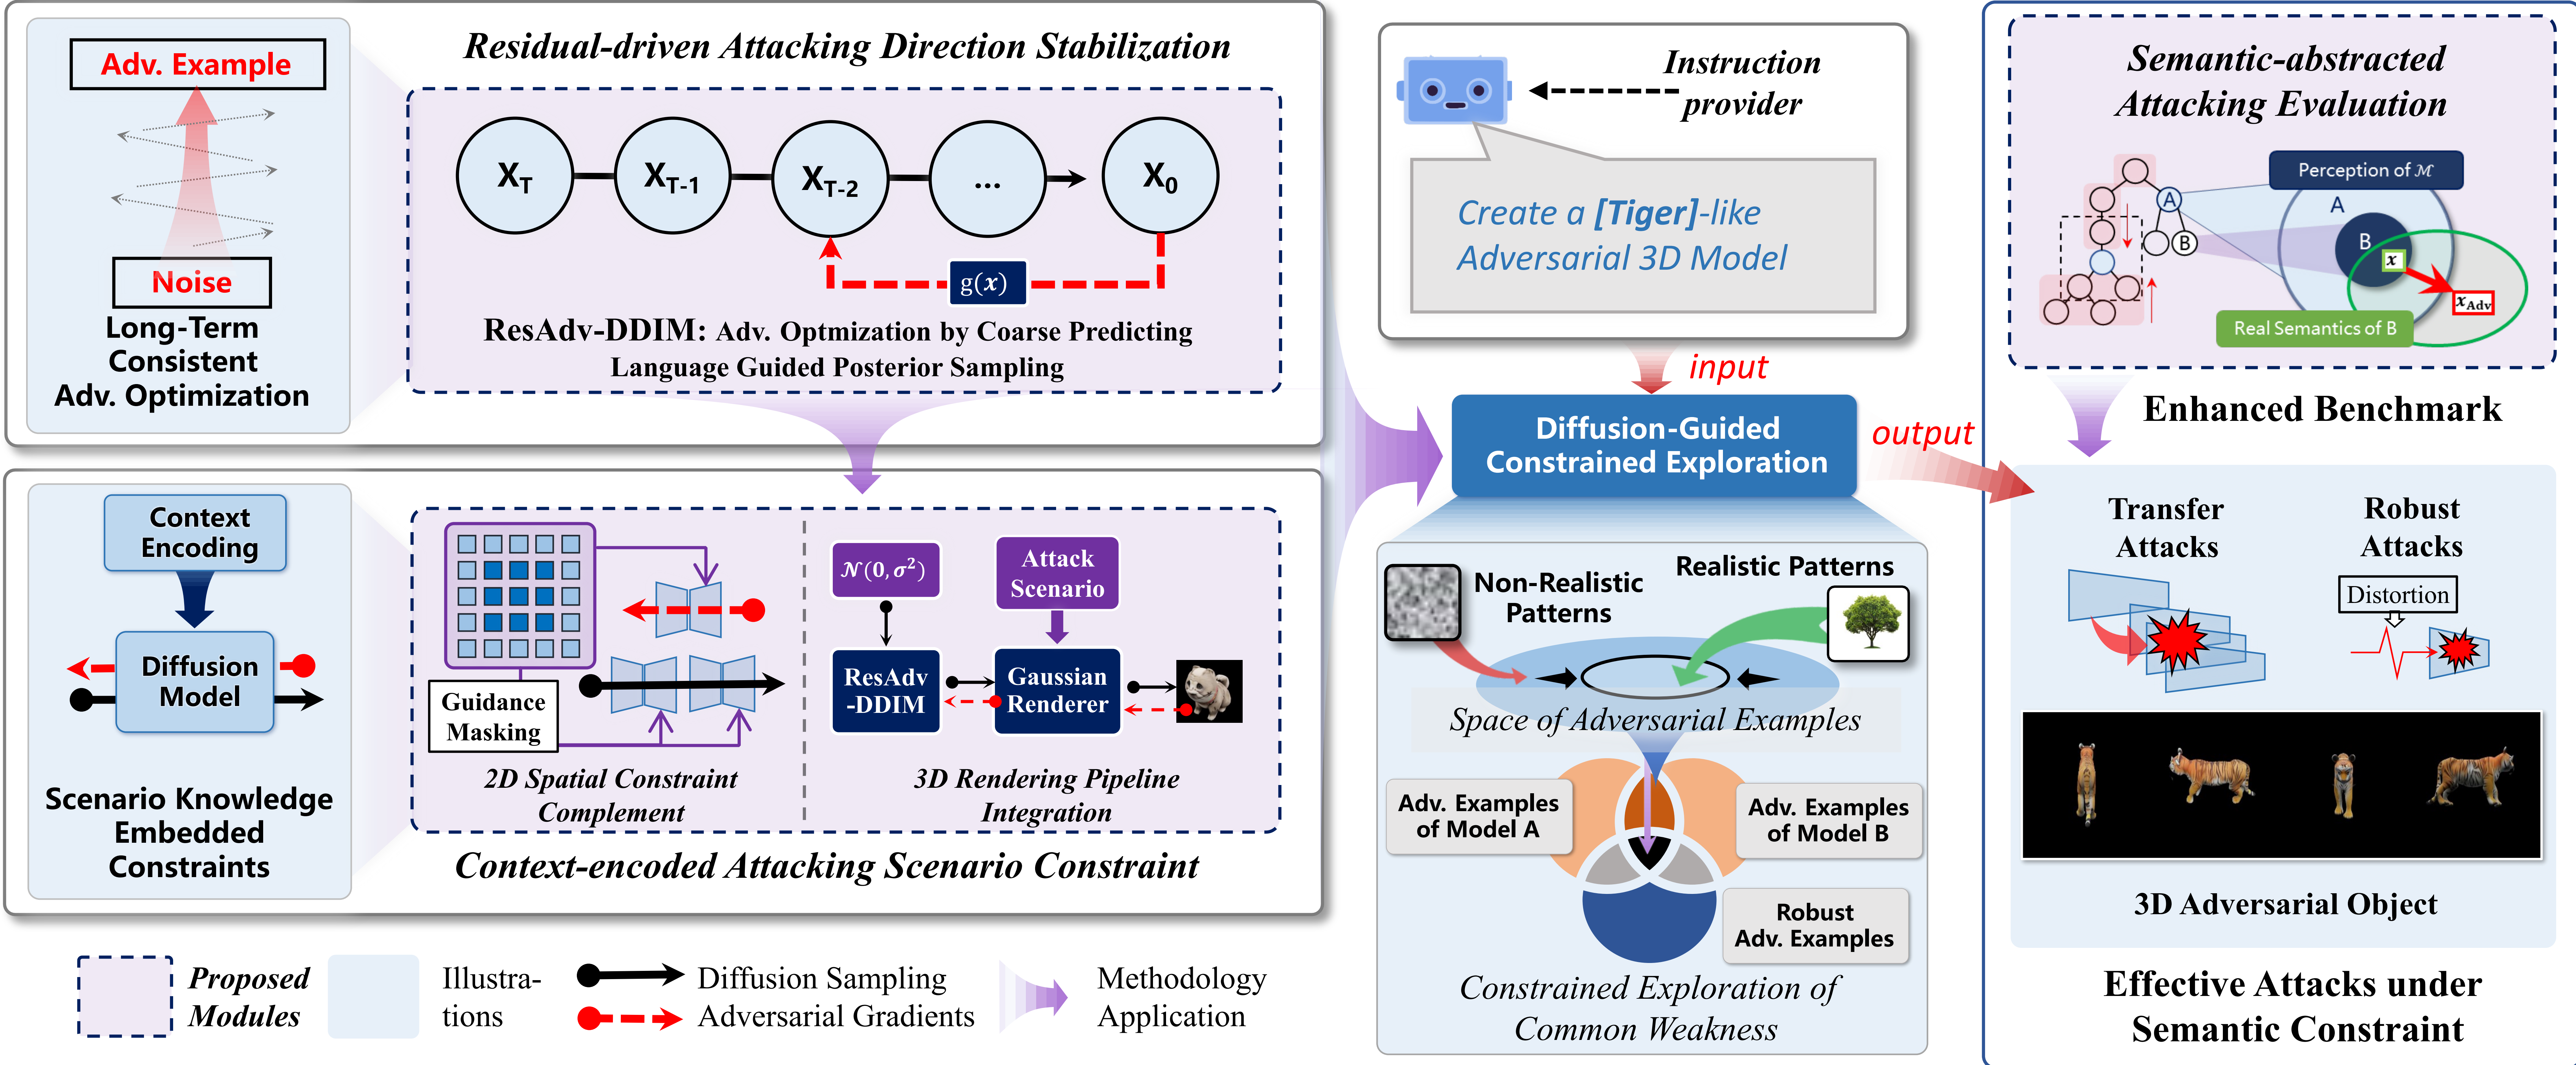 Adv. Example
Noise
Long-Term
Consistent
Adv. Optimization
Residual-driven Attacking Direction Stabilization
X_T
X_{T-1}
X_{T-2}
...
X_0
g(x)
ResAdv-DDIM: Adv. Optmization by Coarse Predicting
Language Guided Posterior Sampling
Context
Encoding
Diffusion
Model
Scenario Knowledge
Embedded
Constraints
Guidance
Masking
2D Spatial Constraint
Complement
𝒩(0, σ²)
Attack
Scenario
ResAdv
-DDIM
Gaussian
Renderer
3D Rendering Pipeline
Integration
Context-encoded Attacking Scenario Constraint
Proposed
Modules
Illustra-
tions
Diffusion Sampling
Adversarial Gradients
Methodology
Application
Instruction
provider
Create a [Tiger]-like
Adversarial 3D Model
input
Diffusion-Guided
Constrained Exploration
output
Non-Realistic
Patterns
Realistic Patterns
Space of Adversarial Examples
Adv. Examples
of Model A
Adv. Examples
of Model B
Robust
Adv. Examples
Constrained Exploration of
Common Weakness
Semantic-abstracted
Attacking Evaluation
Perception of ℳ
A
B
A
B
x
x_Adv
Real Semantics of B
Enhanced Benchmark
Transfer
Attacks
Robust
Attacks
Distortion
3D Adversarial Object
Effective Attacks under
Semantic Constraint